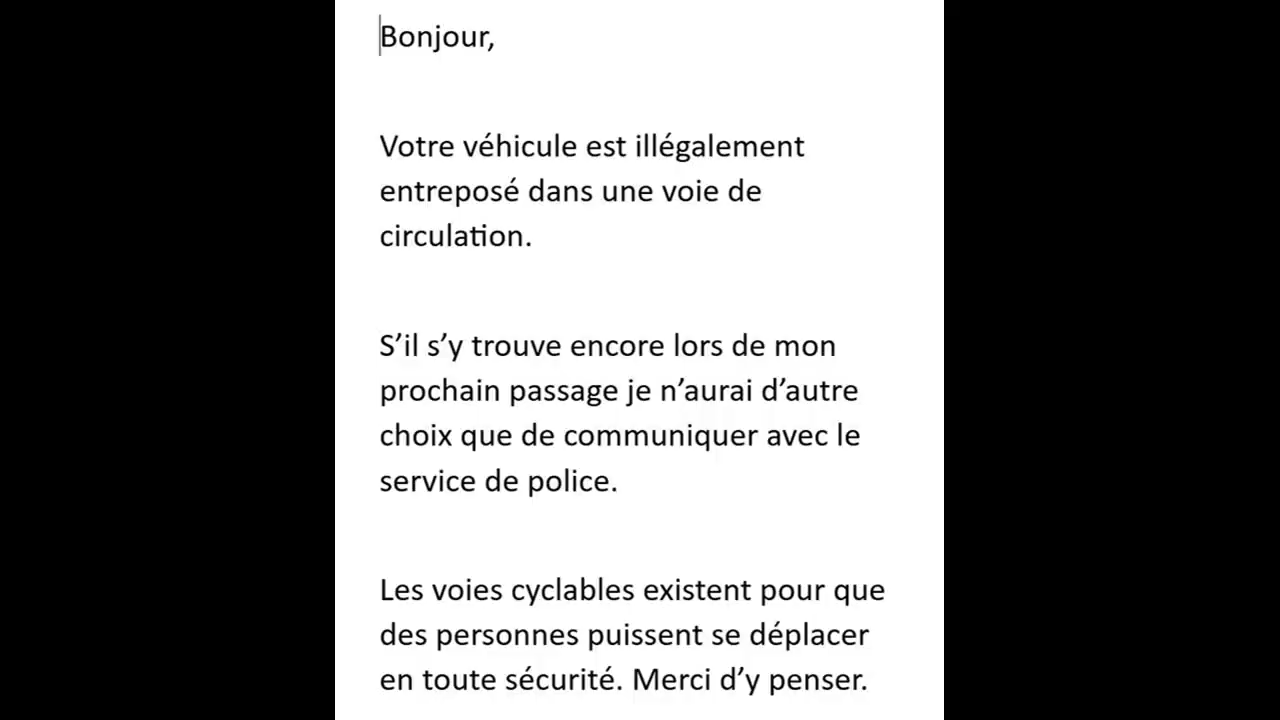 Bonjour,
Votre véhicule est illégalement
entreposé dans une voie de
circulation.
S’il s’y trouve encore lors de mon
prochain passage je n’aurai d’autre
choix que de communiquer avec le
service de police.
Les voies cyclables existent pour que
des personnes puissent se déplacer
en toute sécurité. Merci d’y penser.